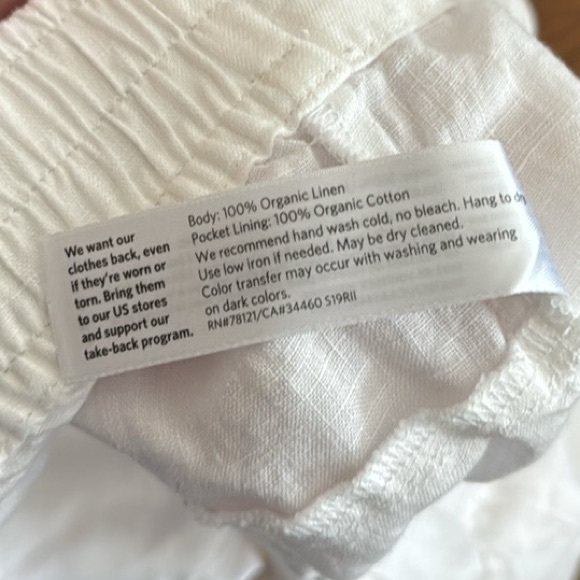 We want our
clothes back, even
if they're worn or
torn. Bring them
to our US stores
and support our
take-back program.
Body: 100% Organic Linen
Pocket Lining: 100% Organic Cotton
We recommend hand wash cold, no bleach. Hang to dry
Use low iron if needed. May be dry cleaned.
Color transfer may occur with washing and wearing
on dark colors.
RN#78121/CA#34460 S19RII